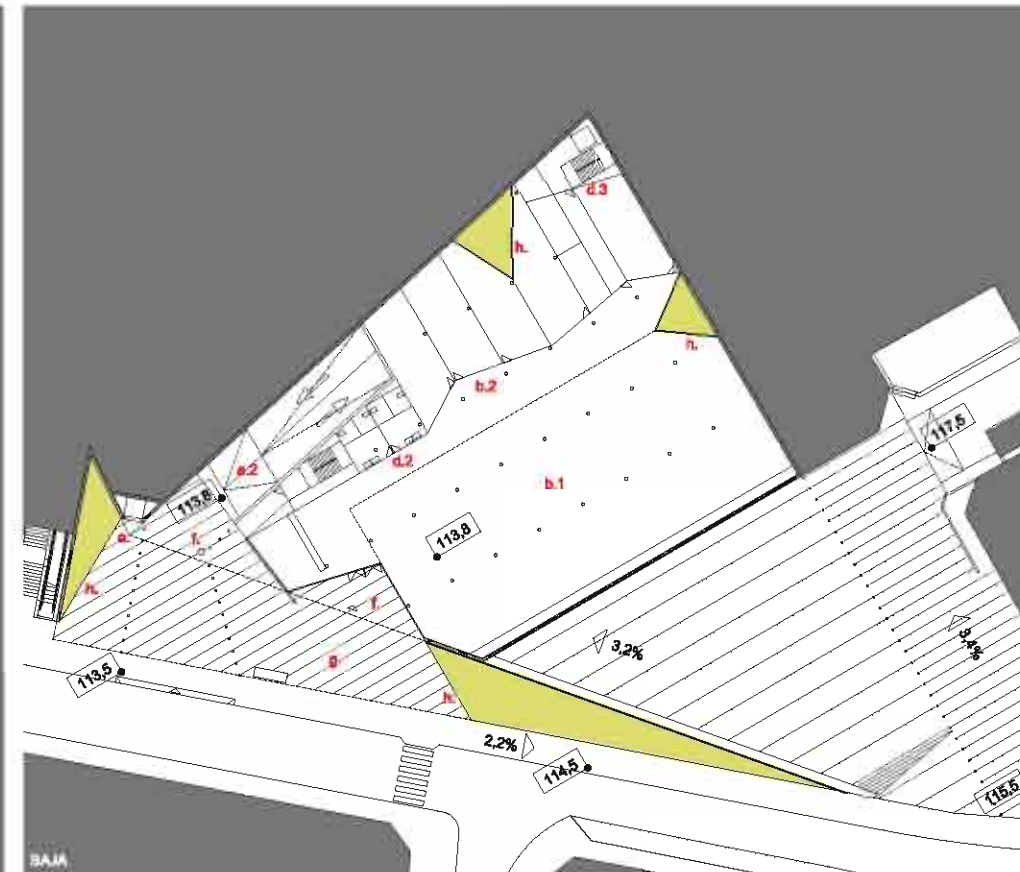 d.3
h.
h.
b.2
117,5
e.2
d.2
b.1
113,8
113,8
e.
f.
h.
f.
3,2%
3,4%
g.
113,5
h.
2,2%
114,5
115,5
BAJA